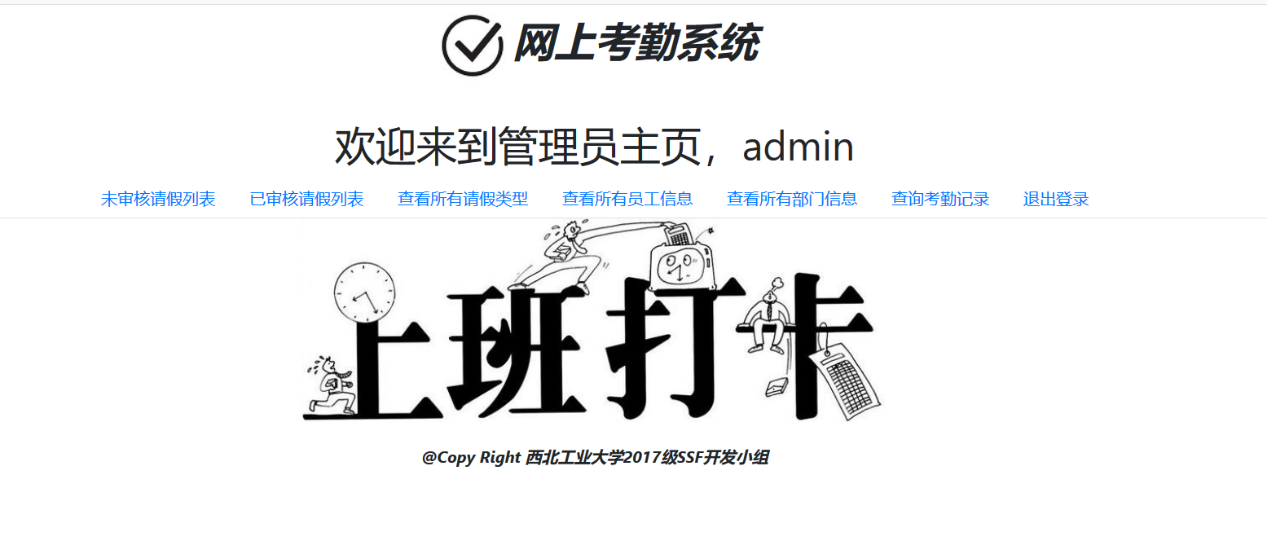 网上考勤系统
欢迎来到管理员主页，admin
未审核请假列表 已审核请假列表 查看所有请假类型 查看所有员工信息 查看所有部门信息 查询考勤记录 退出登录
上班打卡
@Copy Right 西北工业大学2017级SSF开发小组